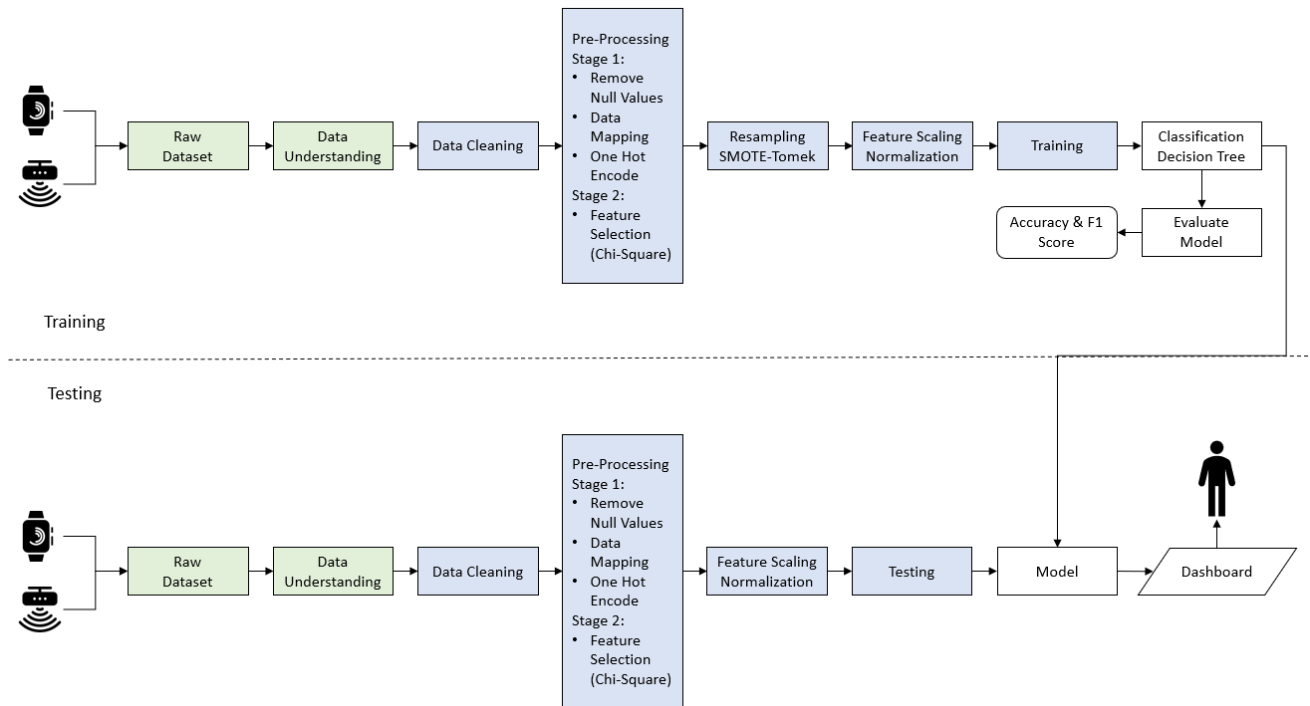 Raw
Dataset
Data
Understanding
Data Cleaning
Pre-Processing
Stage 1:
• Remove
Null Values
• Data
Mapping
• One Hot
Encode
Stage 2:
• Feature
Selection
(Chi-Square)
Resampling
SMOTE-Tomek
Feature Scaling
Normalization
Training
Classification
Decision Tree
Accuracy & F1
Score
Evaluate
Model
Training
Testing
Raw
Dataset
Data
Understanding
Data Cleaning
Pre-Processing
Stage 1:
• Remove
Null Values
• Data
Mapping
• One Hot
Encode
Stage 2:
• Feature
Selection
(Chi-Square)
Feature Scaling
Normalization
Testing
Model
Dashboard